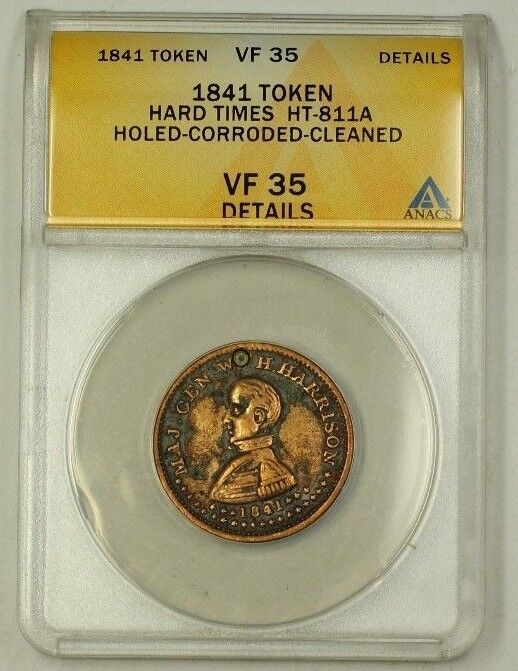 1841 TOKEN VF 35 DETAILS
1841 TOKEN
HARD TIMES HT-811A
HOLED-CORRODED-CLEANED
VF 35
DETAILS
ANACS
MAJ. GEN. W H. HARRISON
1841